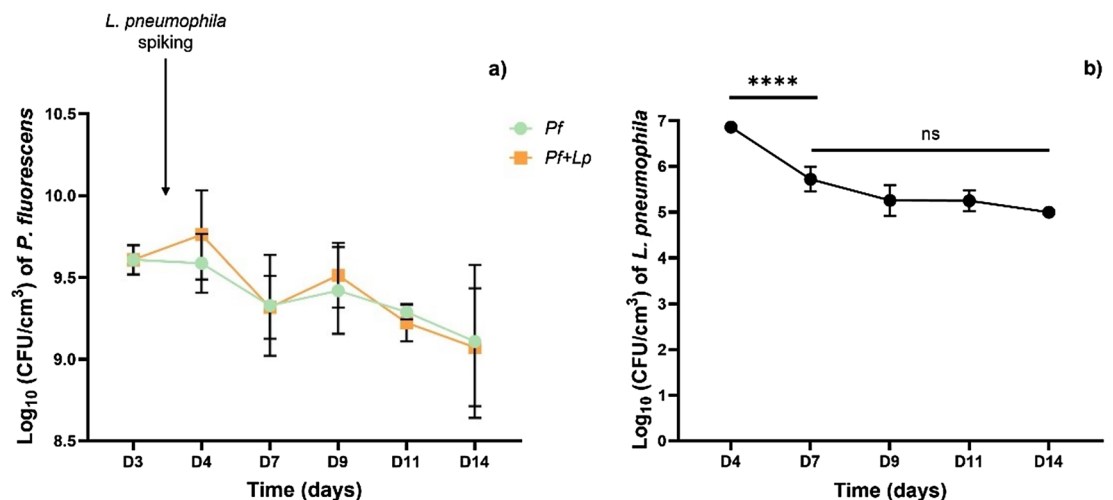 L. pneumophila
spiking
a)
Log₁₀ (CFU/cm³) of P. fluorescens
10.5
10.0
9.5
9.0
8.5
D3 D4 D7 D9 D11 D14
Time (days)
Pf
Pf+Lp
b)
****
ns
Log₁₀ (CFU/cm³) of L. pneumophila
7
6
5
4
3
2
1
0
D4 D7 D9 D11 D14
Time (days)